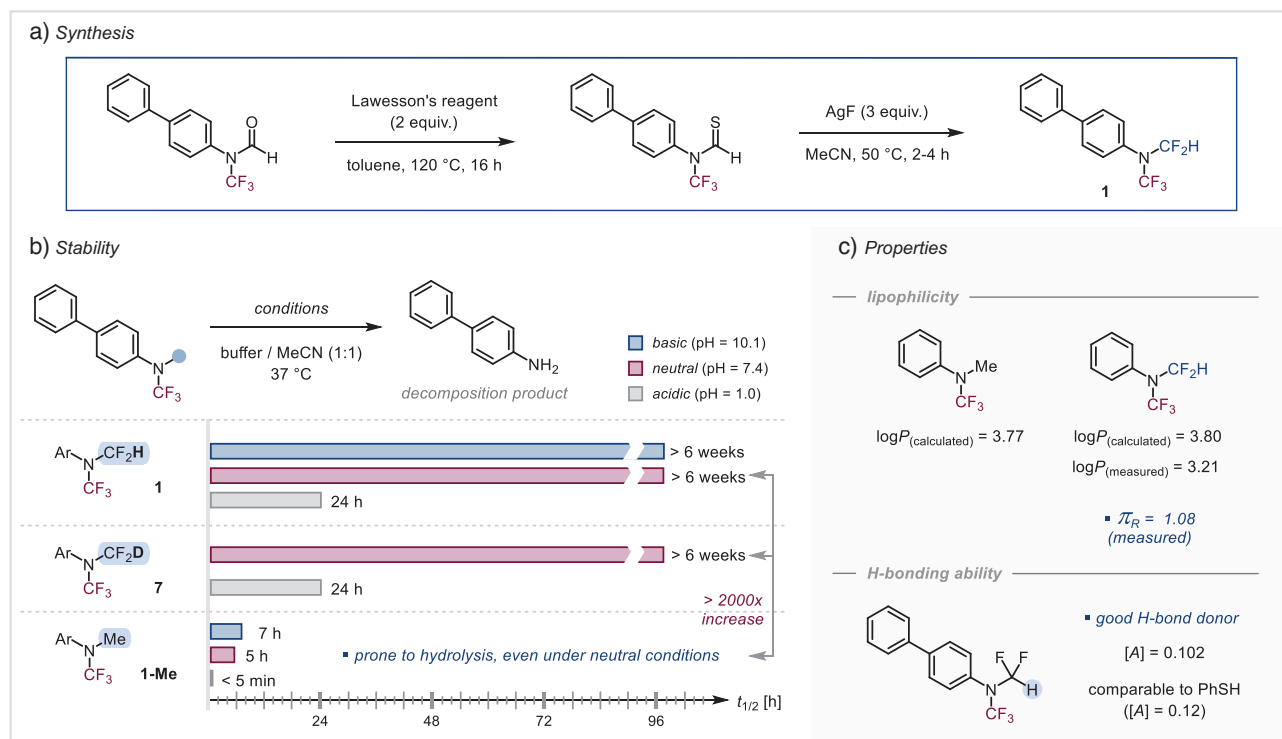 a) Synthesis
Lawesson's reagent
(2 equiv.)
toluene, 120 °C, 16 h
O
N
H
CF3
AgF (3 equiv.)
MeCN, 50 °C, 2-4 h
S
N
H
CF3
N
CF2H
CF3
1
b) Stability
N
CF3
conditions
buffer / MeCN (1:1)
37 °C
NH2
decomposition product
basic (pH = 10.1)
neutral (pH = 7.4)
acidic (pH = 1.0)
Ar
N
CF2H
CF3
1
> 6 weeks
> 6 weeks
24 h
Ar
N
CF2D
CF3
7
> 6 weeks
24 h
> 2000x
increase
Ar
N
Me
CF3
1-Me
7 h
5 h
▪ prone to hydrolysis, even under neutral conditions
< 5 min
t1/2 [h]
24
48
72
96
c) Properties
lipophilicity
N
Me
CF3
logP(calculated) = 3.77
N
CF2H
CF3
logP(calculated) = 3.80
logP(measured) = 3.21
▪ πR = 1.08
(measured)
H-bonding ability
F
F
N
H
CF3
▪ good H-bond donor
[A] = 0.102
comparable to PhSH
([A] = 0.12)